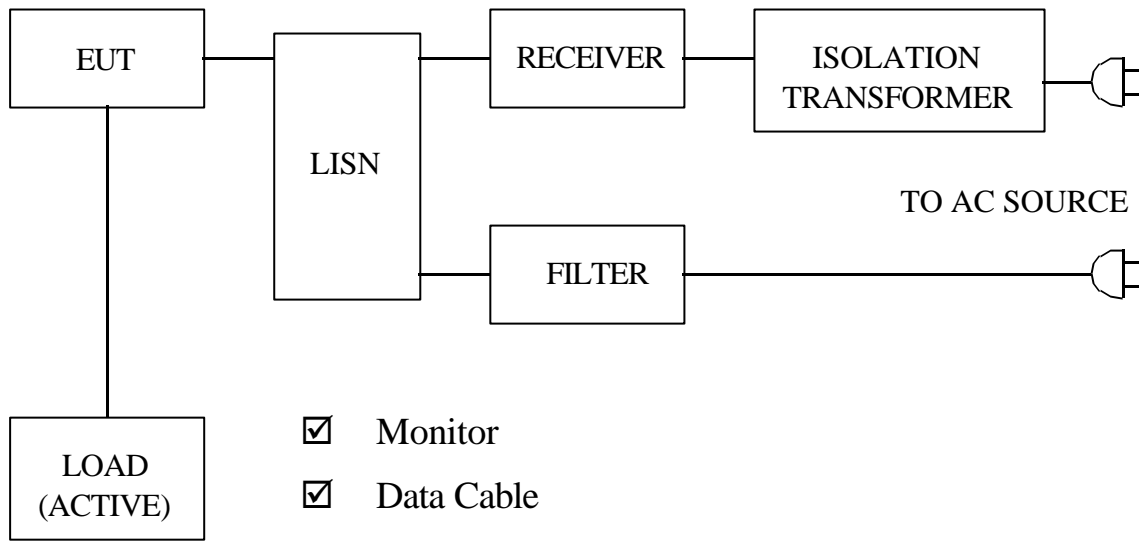 EUT
LISN
RECEIVER
ISOLATION
TRANSFORMER
TO AC SOURCE
FILTER
LOAD
(ACTIVE)
☑ Monitor
☑ Data Cable